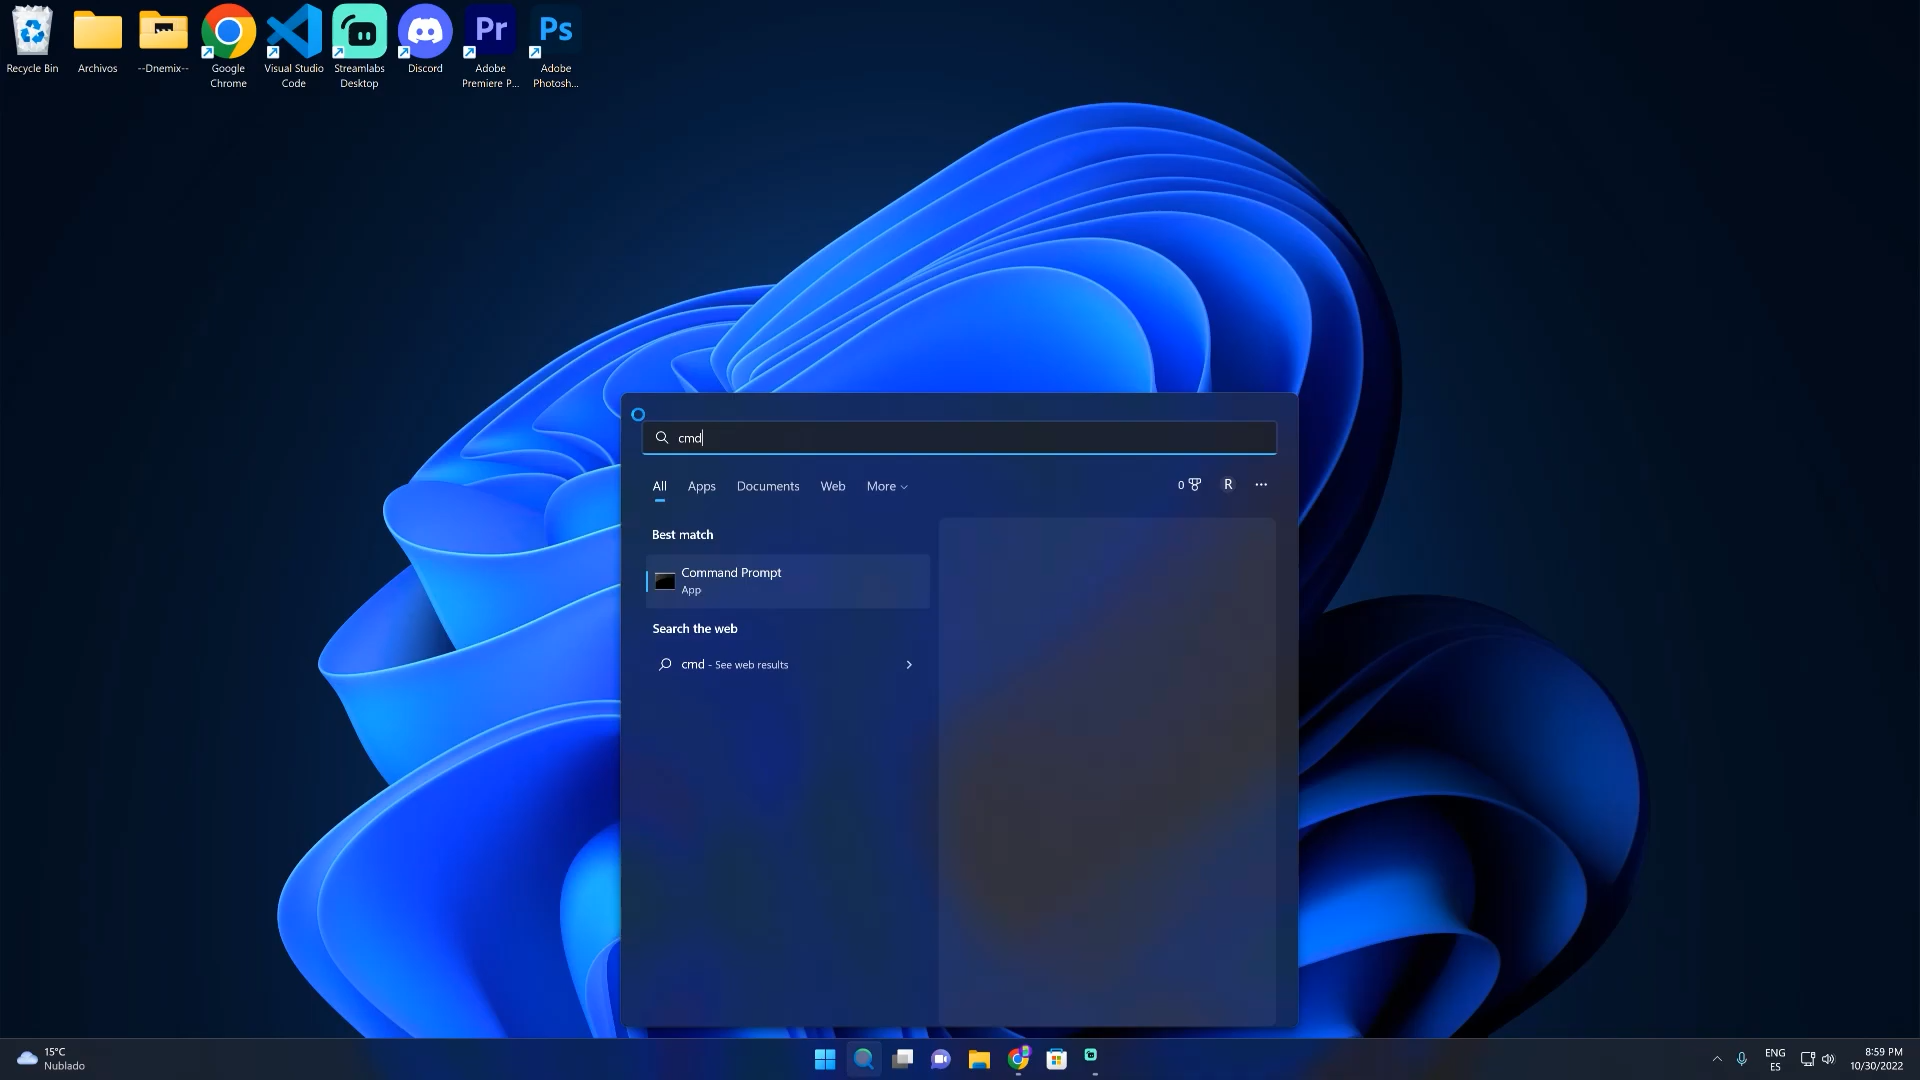 Recycle Bin
Archivos
--Dnemix--
Google
Chrome
Visual Studio
Code
Streamlabs
Desktop
Discord
Pr
Adobe
Premiere P...
Ps
Adobe
Photosh...
cmd
All Apps Documents Web More
0 R
Best match
Command Prompt
App
Search the web
cmd - See web results
15°C
Nublado
ENG
ES
8:59 PM
10/30/2022